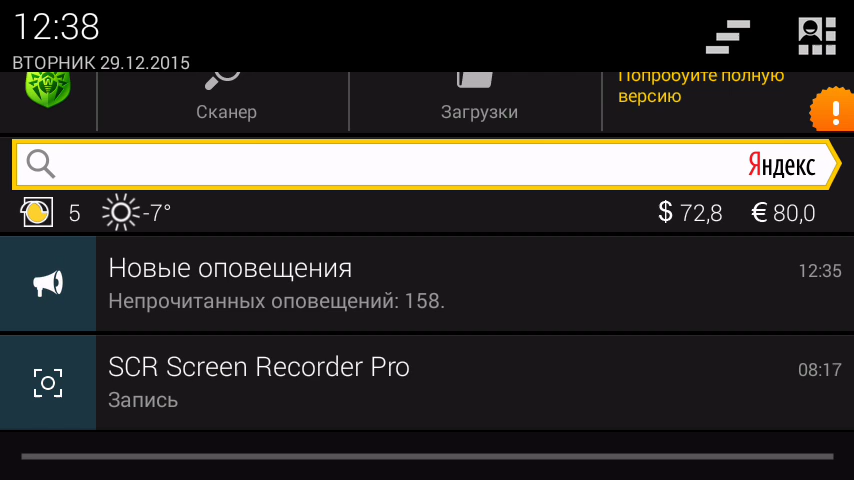 12:38
ВТОРНИК 29.12.2015
Сканер
Загрузки
Попробуйте полную
версию
Яндекс
5
-7°
$ 72,8
€ 80,0
Новые оповещения
12:35
Непрочитанных оповещений: 158.
SCR Screen Recorder Pro
08:17
Запись